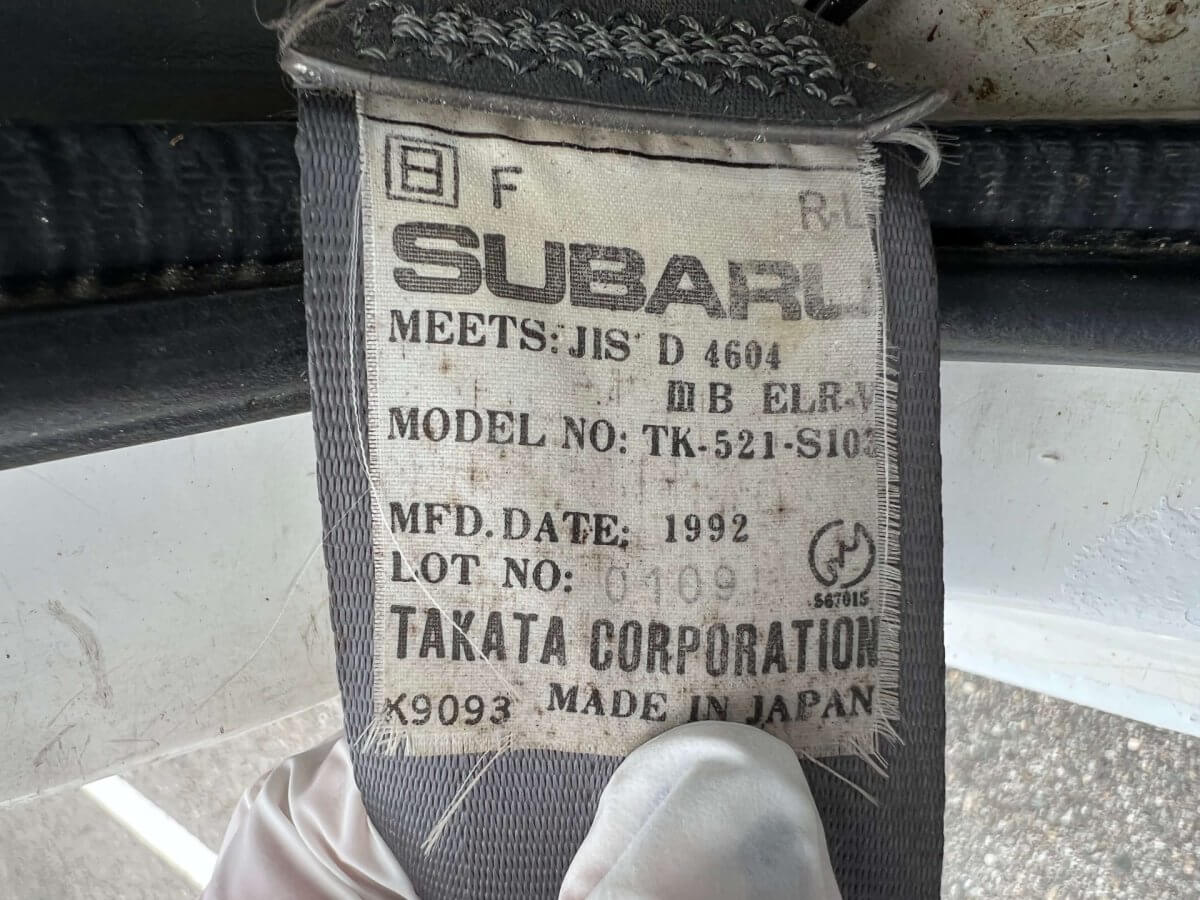 日 F R-L
SUBARU
MEETS: JIS D 4604
ⅢB ELR-V
MODEL NO: TK-521-S103
MFD. DATE: 1992
LOT NO: 0109
S67015
TAKATA CORPORATION
K9093 MADE IN JAPAN